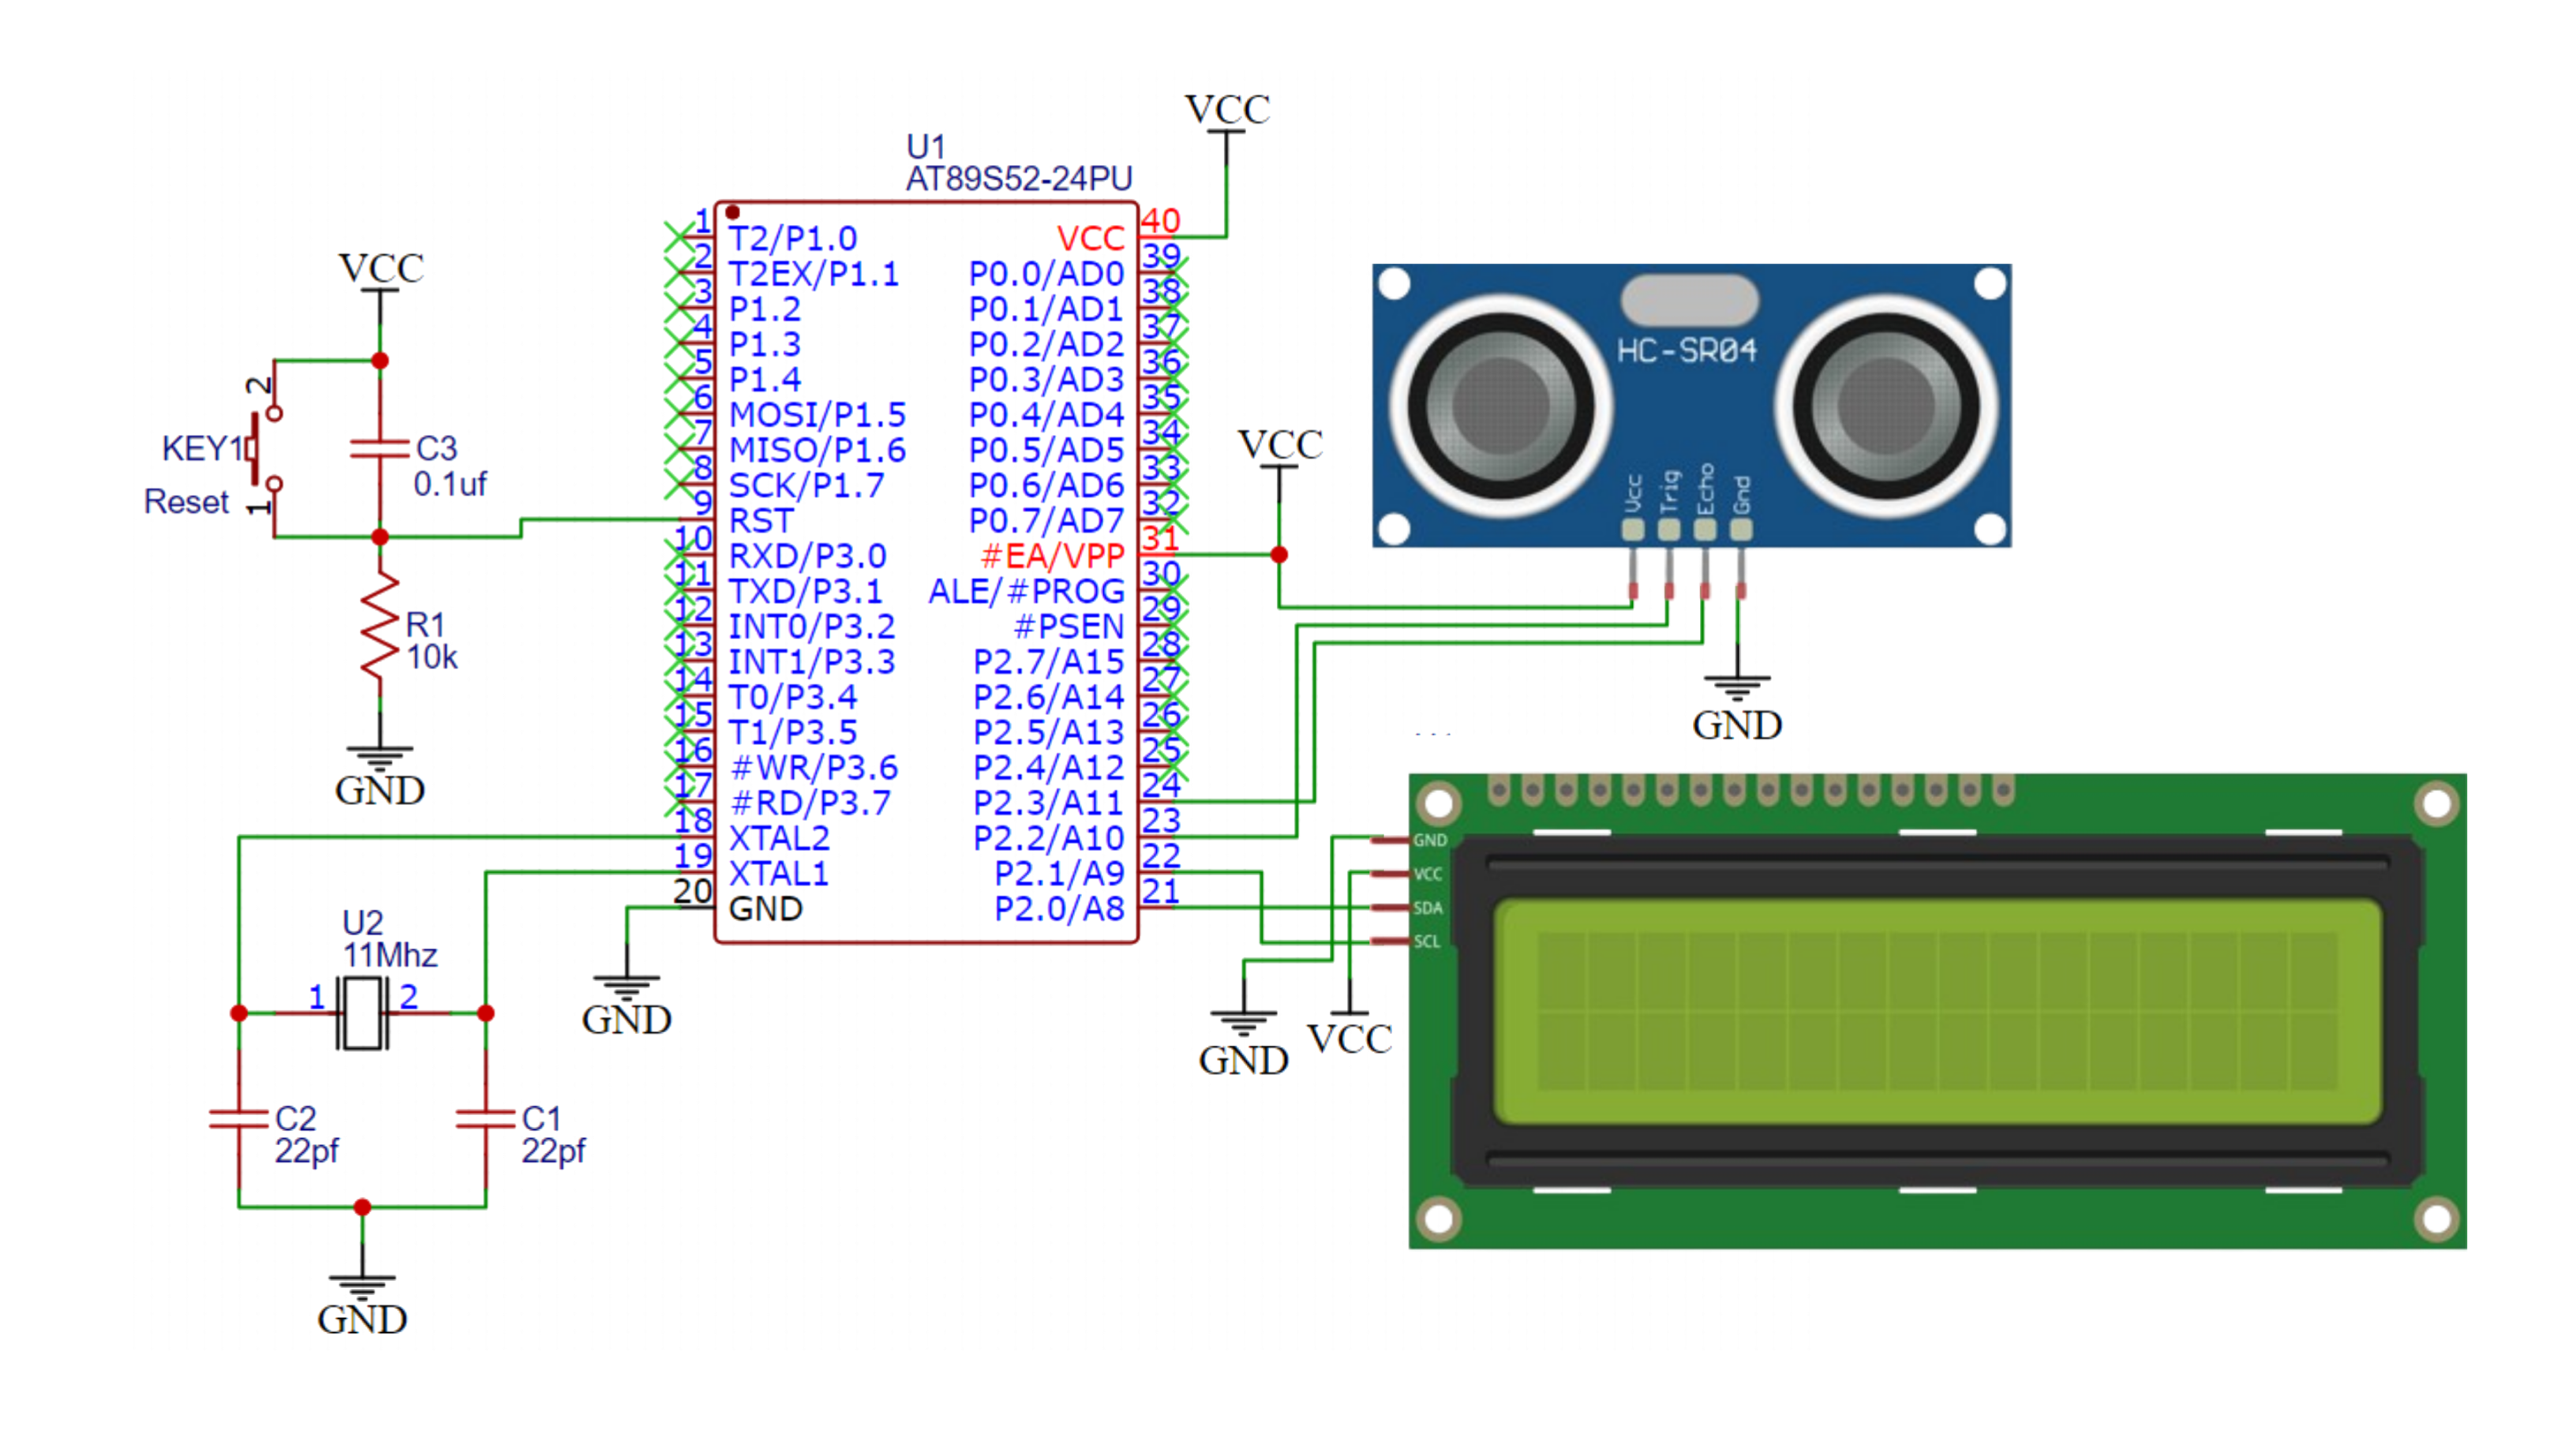 VCC
U1
AT89S52-24PU
1 T2/P1.0
2 T2EX/P1.1
3 P1.2
4 P1.3
5 P1.4
6 MOSI/P1.5
7 MISO/P1.6
8 SCK/P1.7
9 RST
10 RXD/P3.0
11 TXD/P3.1
12 INT0/P3.2
13 INT1/P3.3
14 T0/P3.4
15 T1/P3.5
16 #WR/P3.6
17 #RD/P3.7
18 XTAL2
19 XTAL1
20 GND
VCC 40
P0.0/AD0 39
P0.1/AD1 38
P0.2/AD2 37
P0.3/AD3 36
P0.4/AD4 35
P0.5/AD5 34
P0.6/AD6 33
P0.7/AD7 32
#EA/VPP 31
ALE/#PROG 30
#PSEN 29
P2.7/A15 28
P2.6/A14 27
P2.5/A13 26
P2.4/A12 25
P2.3/A11 24
P2.2/A10 23
P2.1/A9 22
P2.0/A8 21
VCC
2
KEY1
Reset
1
C3
0.1uf
R1
10k
GND
U2
11Mhz
1 2
C2
22pf
C1
22pf
GND
GND
VCC
HC-SR04
Vcc
Trig
Echo
Gnd
GND
GND
VCC
SDA
SCL
GND
VCC